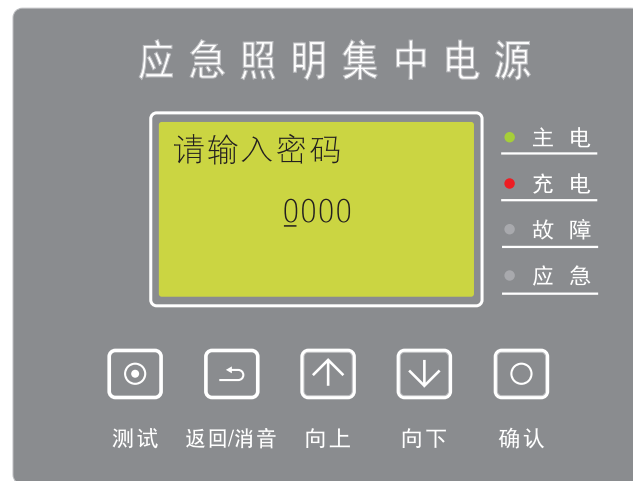 应急照明集中电源
请输入密码
0000
主电
充电
故障
应急
测试 返回/消音 向上 向下 确认